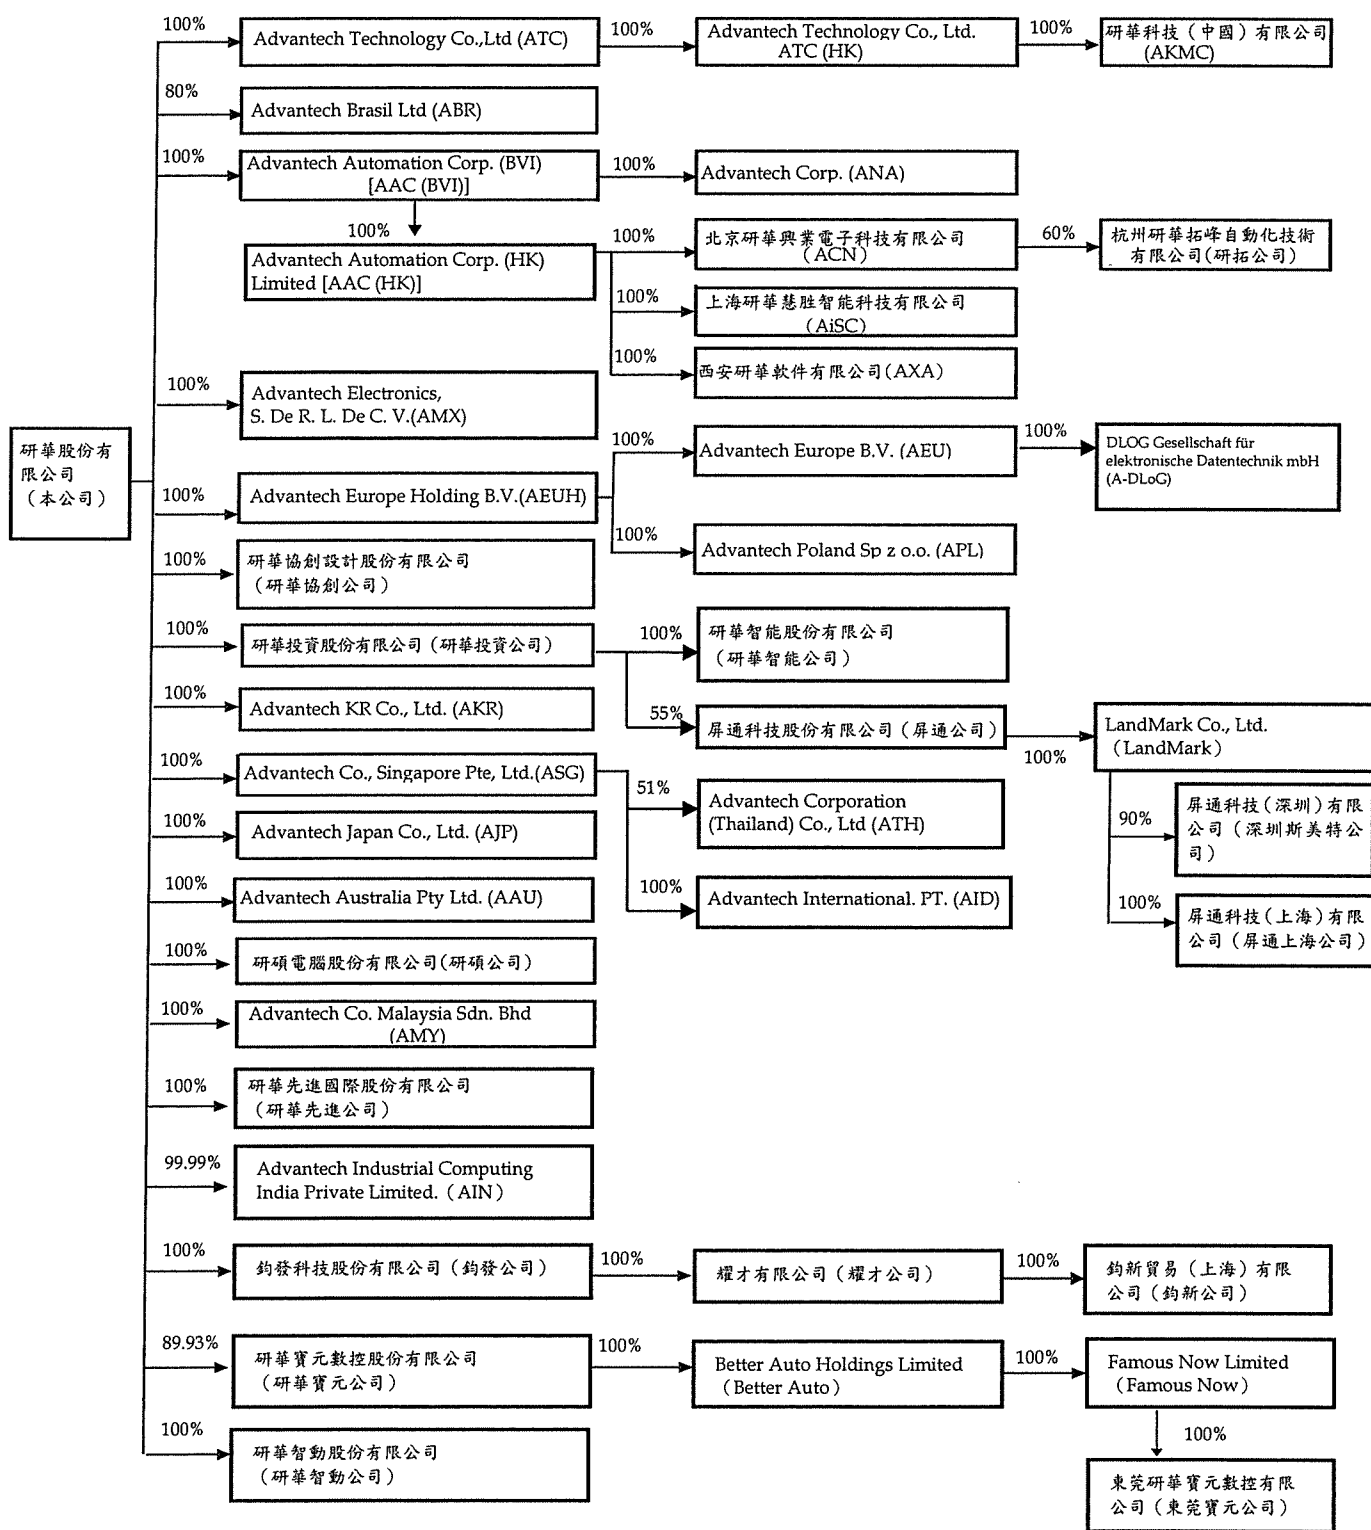 100%
Advantech Technology Co.,Ltd (ATC)
100%
Advantech Technology Co., Ltd.
ATC (HK)
100%
研華科技（中國）有限公司
(AKMC)
80%
Advantech Brasil Ltd (ABR)
100%
Advantech Automation Corp. (BVI)
[AAC (BVI)]
100%
Advantech Corp. (ANA)
100%
Advantech Automation Corp. (HK)
Limited [AAC (HK)]
100%
北京研華興業電子科技有限公司
(ACN)
60%
杭州研華拓峰自動化技術
有限公司(研拓公司)
100%
上海研華慧胜智能科技有限公司
(AiSC)
100%
西安研華軟件有限公司(AXA)
100%
Advantech Electronics,
S. De R. L. De C. V.(AMX)
研華股份有
限公司
（本公司）
100%
Advantech Europe Holding B.V.(AEUH)
100%
Advantech Europe B.V. (AEU)
100%
DLOG Gesellschaft für
elektronische Datentechnik mbH
(A-DLoG)
100%
Advantech Poland Sp z o.o. (APL)
100%
研華協創設計股份有限公司
（研華協創公司）
100%
研華投資股份有限公司（研華投資公司）
100%
研華智能股份有限公司
（研華智能公司）
55%
屏通科技股份有限公司（屏通公司）
100%
LandMark Co., Ltd.
（LandMark）
90%
屏通科技（深圳）有限
公司（深圳斯美特公
司）
100%
屏通科技（上海）有限
公司（屏通上海公司）
100%
Advantech KR Co., Ltd. (AKR)
100%
Advantech Co., Singapore Pte, Ltd.(ASG)
51%
Advantech Corporation
(Thailand) Co., Ltd (ATH)
100%
Advantech International. PT. (AID)
100%
Advantech Japan Co., Ltd. (AJP)
100%
Advantech Australia Pty Ltd. (AAU)
100%
研碩電腦股份有限公司(研碩公司)
100%
Advantech Co. Malaysia Sdn. Bhd
(AMY)
100%
研華先進國際股份有限公司
（研華先進公司）
99.99%
Advantech Industrial Computing
India Private Limited.（AIN）
100%
鈞發科技股份有限公司（鈞發公司）
100%
耀才有限公司（耀才公司）
100%
鈞新貿易（上海）有限
公司（鈞新公司）
89.93%
研華寶元數控股份有限公司
（研華寶元公司）
100%
Better Auto Holdings Limited
（Better Auto）
100%
Famous Now Limited
（Famous Now）
100%
東莞研華寶元數控有限
公司（東莞寶元公司）
100%
研華智動股份有限公司
（研華智動公司）